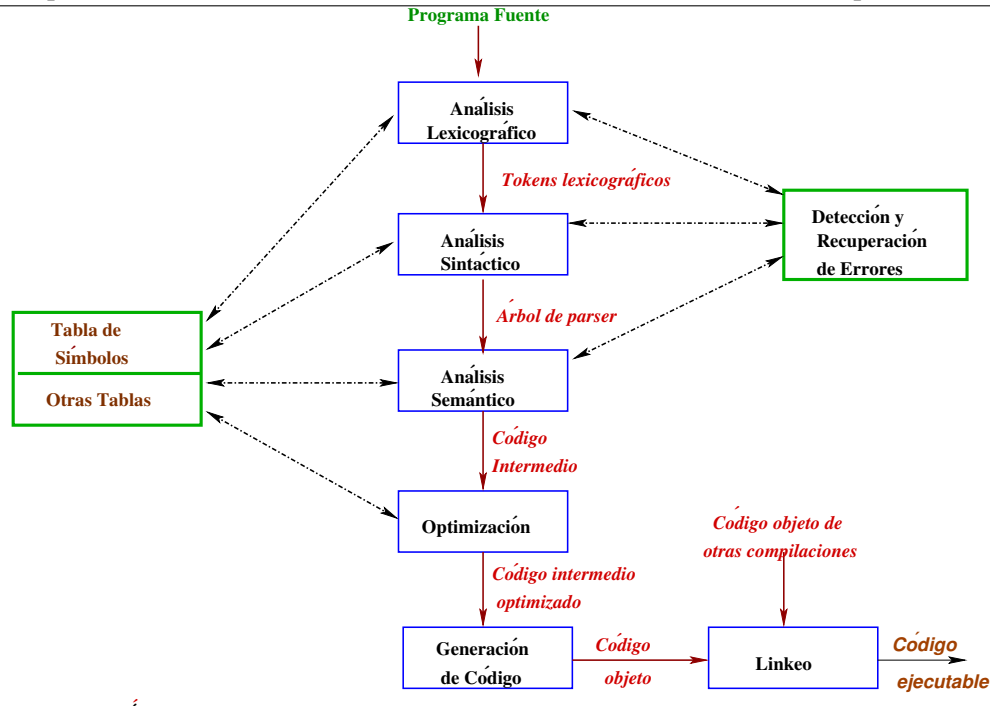 Programa Fuente
Análisis
Lexicográfico
Tokens lexicográficos
Detección y
Recuperación
de Errores
Análisis
Sintáctico
Árbol de parser
Tabla de
Símbolos
Otras Tablas
Análisis
Semántico
Código
Intermedio
Optimización
Código objeto de
otras compilaciones
Código intermedio
optimizado
Generación
de Código
Código
objeto
Linkeo
Código
ejecutable